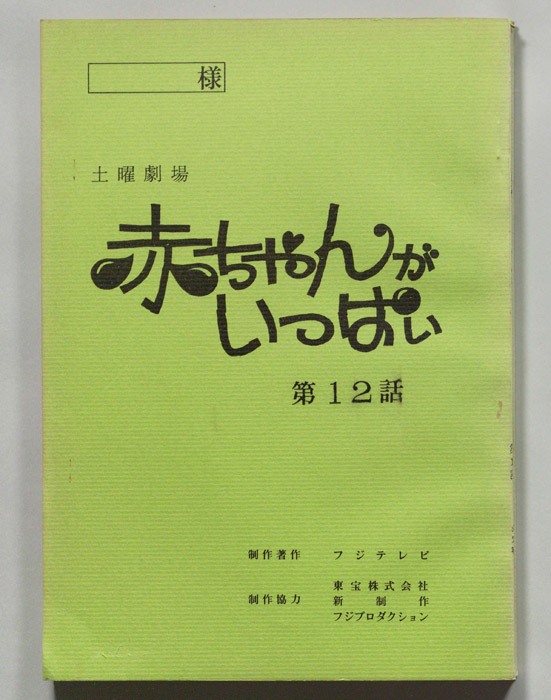 様
土曜劇場
赤ちゃんが
いっぱい
第12話
制作著作 フジテレビ
制作協力 東宝株式会社
新制作
フジプロダクション